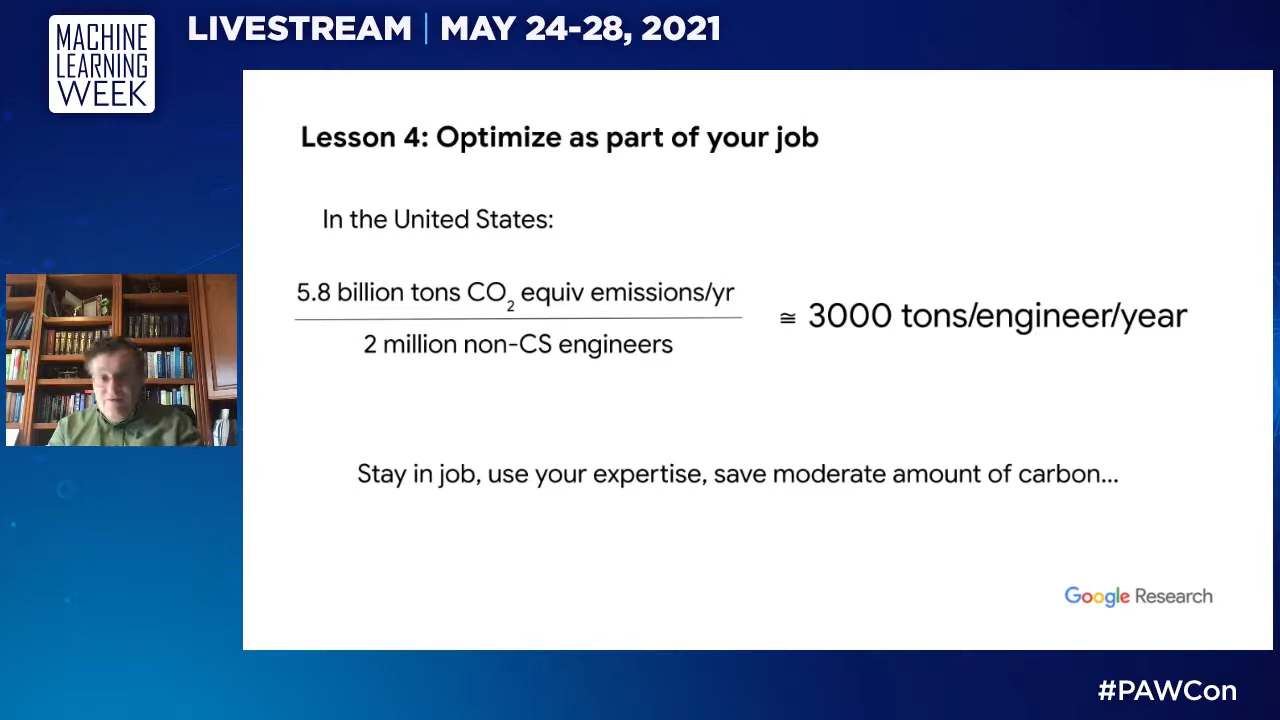 MACHINE
LEARNING
WEEK
LIVESTREAM | MAY 24-28, 2021
Lesson 4: Optimize as part of your job
In the United States:
5.8 billion tons CO₂ equiv emissions/yr
2 million non-CS engineers
≅ 3000 tons/engineer/year
Stay in job, use your expertise, save moderate amount of carbon...
Google Research
#PAWCon